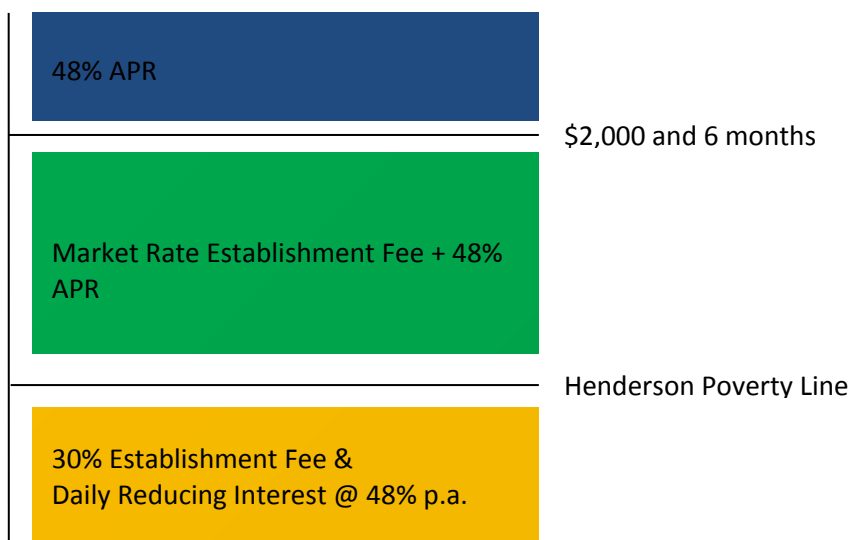 48% APR
$2,000 and 6 months
Market Rate Establishment Fee + 48%
APR
Henderson Poverty Line
30% Establishment Fee &
Daily Reducing Interest @ 48% p.a.